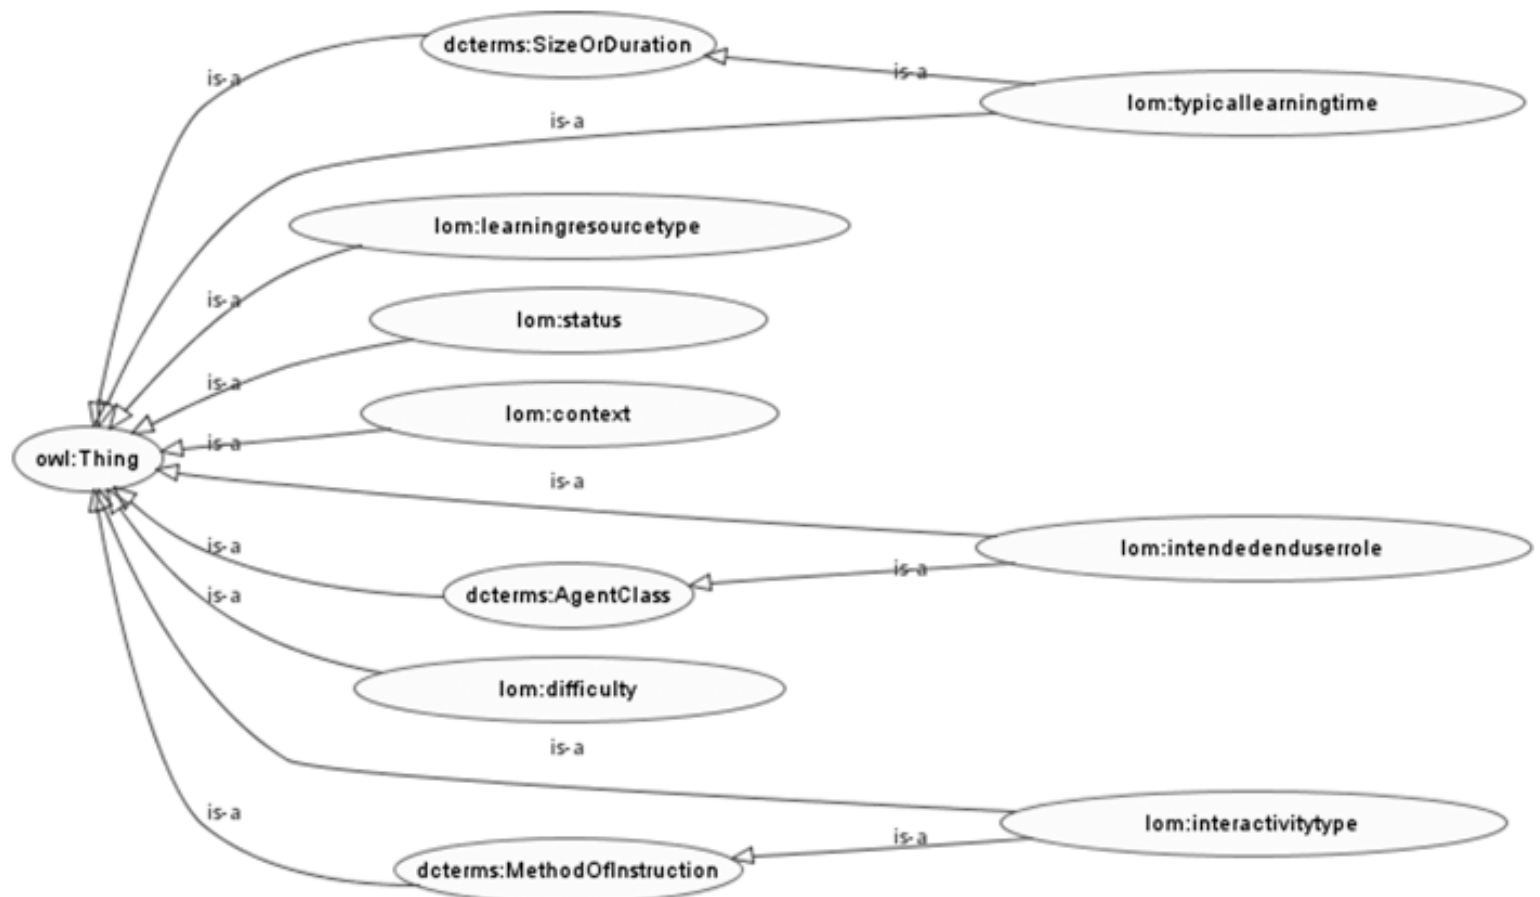 dcterms:SizeOrDuration
is-a
is-a
lom:typicallearningtime
is-a
lom:learningresourcetype
is-a
lom:status
is-a
lom:context
is-a
owl:Thing
is-a
is-a
lom:intendedenduserrole
is-a
dcterms:AgentClass
is-a
lom:difficulty
is-a
is-a
lom:interactivitytype
is-a
dcterms:MethodOfInstruction